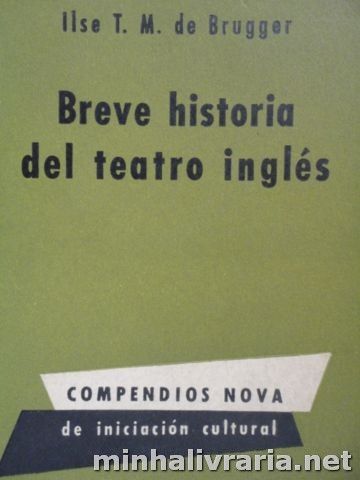 Ilse T. M. de Brugger
Breve historia
del teatro inglés
COMPENDIOS NOVA
de iniciación cultural
minhalivraria.net